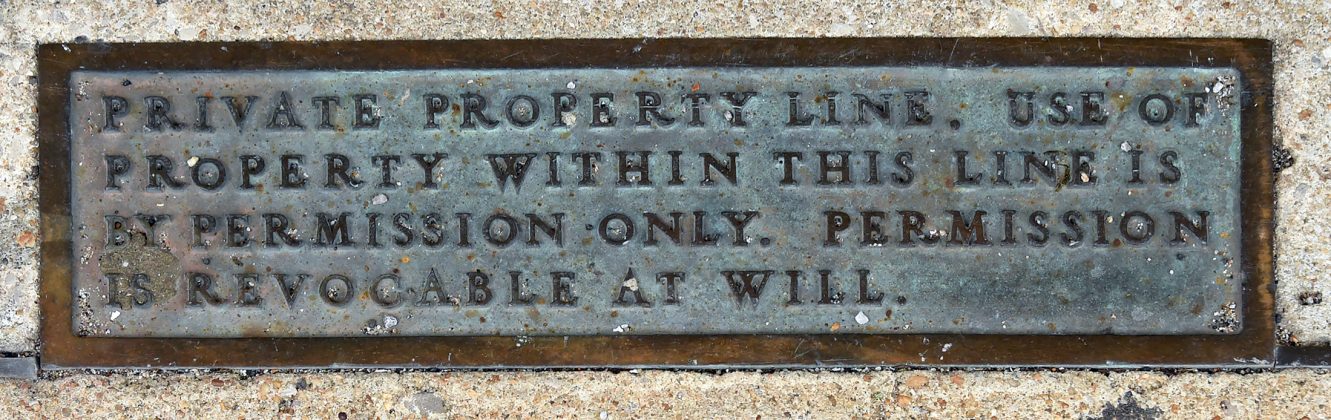 PRIVATE PROPERTY LINE. USE OF
PROPERTY WITHIN THIS LINE IS
BY PERMISSION ONLY. PERMISSION
IS REVOCABLE AT WILL.